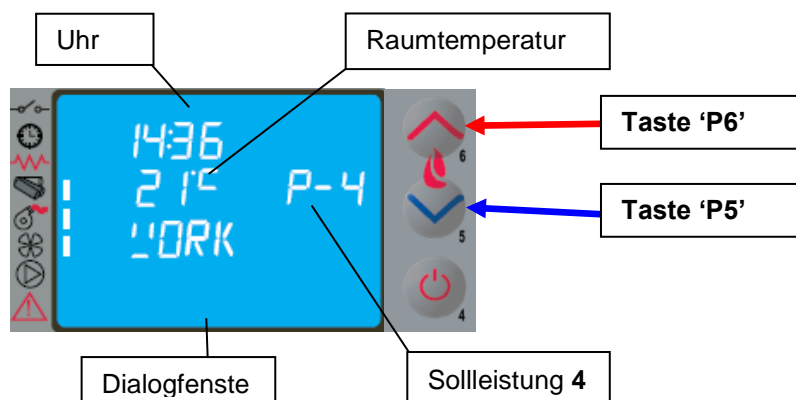 Uhr
Raumtemperatur
14:36
21°C P-4
WORK
6
5
4
Taste ‘P6’
Taste ‘P5’
Dialogfenste
Sollleistung 4